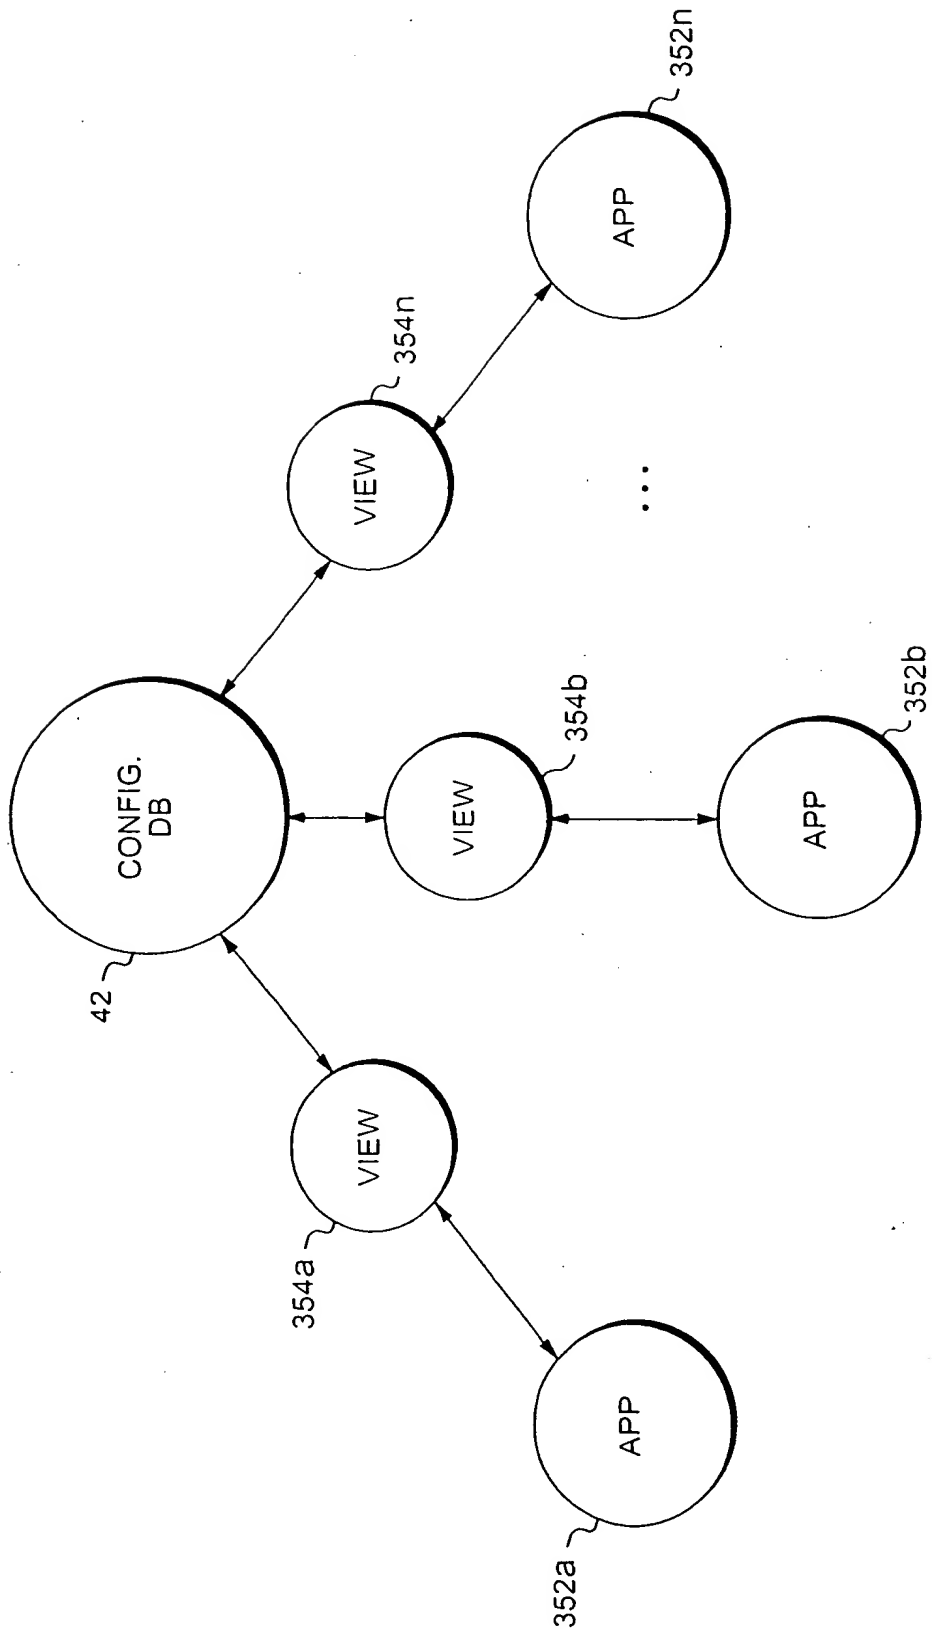 42
CONFIG.
DB
354a
VIEW
354b
VIEW
354n
VIEW
352a
APP
352b
APP
...
352n
APP